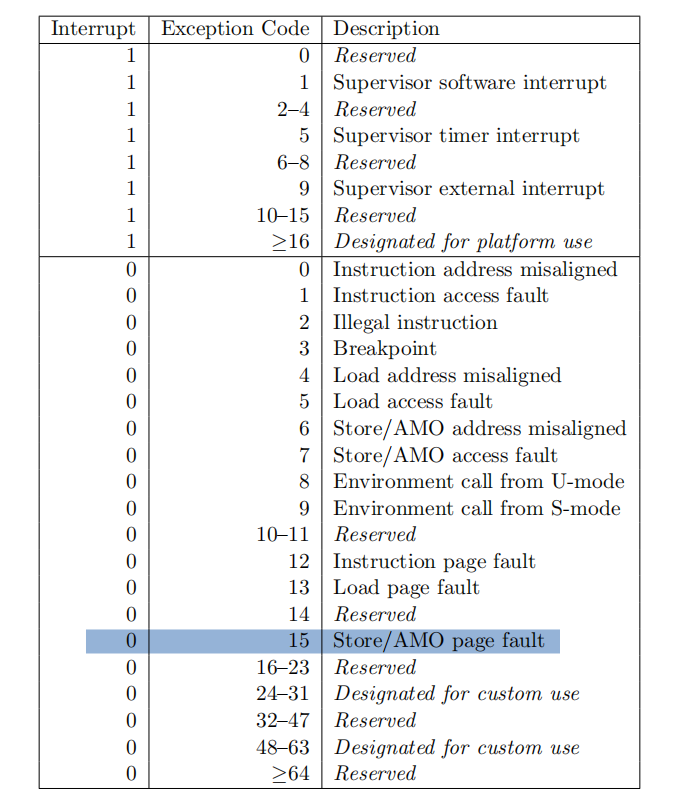 Interrupt Exception Code Description
1 0 Reserved
1 1 Supervisor software interrupt
1 2–4 Reserved
1 5 Supervisor timer interrupt
1 6–8 Reserved
1 9 Supervisor external interrupt
1 10–15 Reserved
1 ≥16 Designated for platform use
0 0 Instruction address misaligned
0 1 Instruction access fault
0 2 Illegal instruction
0 3 Breakpoint
0 4 Load address misaligned
0 5 Load access fault
0 6 Store/AMO address misaligned
0 7 Store/AMO access fault
0 8 Environment call from U-mode
0 9 Environment call from S-mode
0 10–11 Reserved
0 12 Instruction page fault
0 13 Load page fault
0 14 Reserved
0 15 Store/AMO page fault
0 16–23 Reserved
0 24–31 Designated for custom use
0 32–47 Reserved
0 48–63 Designated for custom use
0 ≥64 Reserved